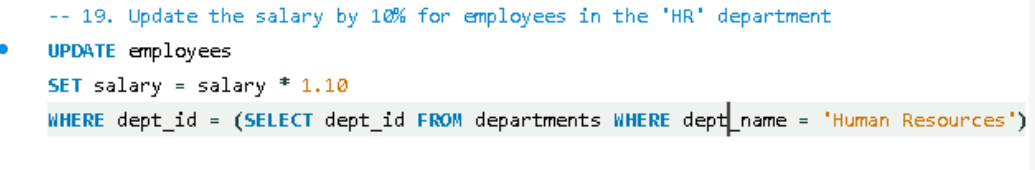 -- 19. Update the salary by 10% for employees in the 'HR' department
UPDATE employees
SET salary = salary * 1.10
WHERE dept_id = (SELECT dept_id FROM departments WHERE dept_name = 'Human Resources')